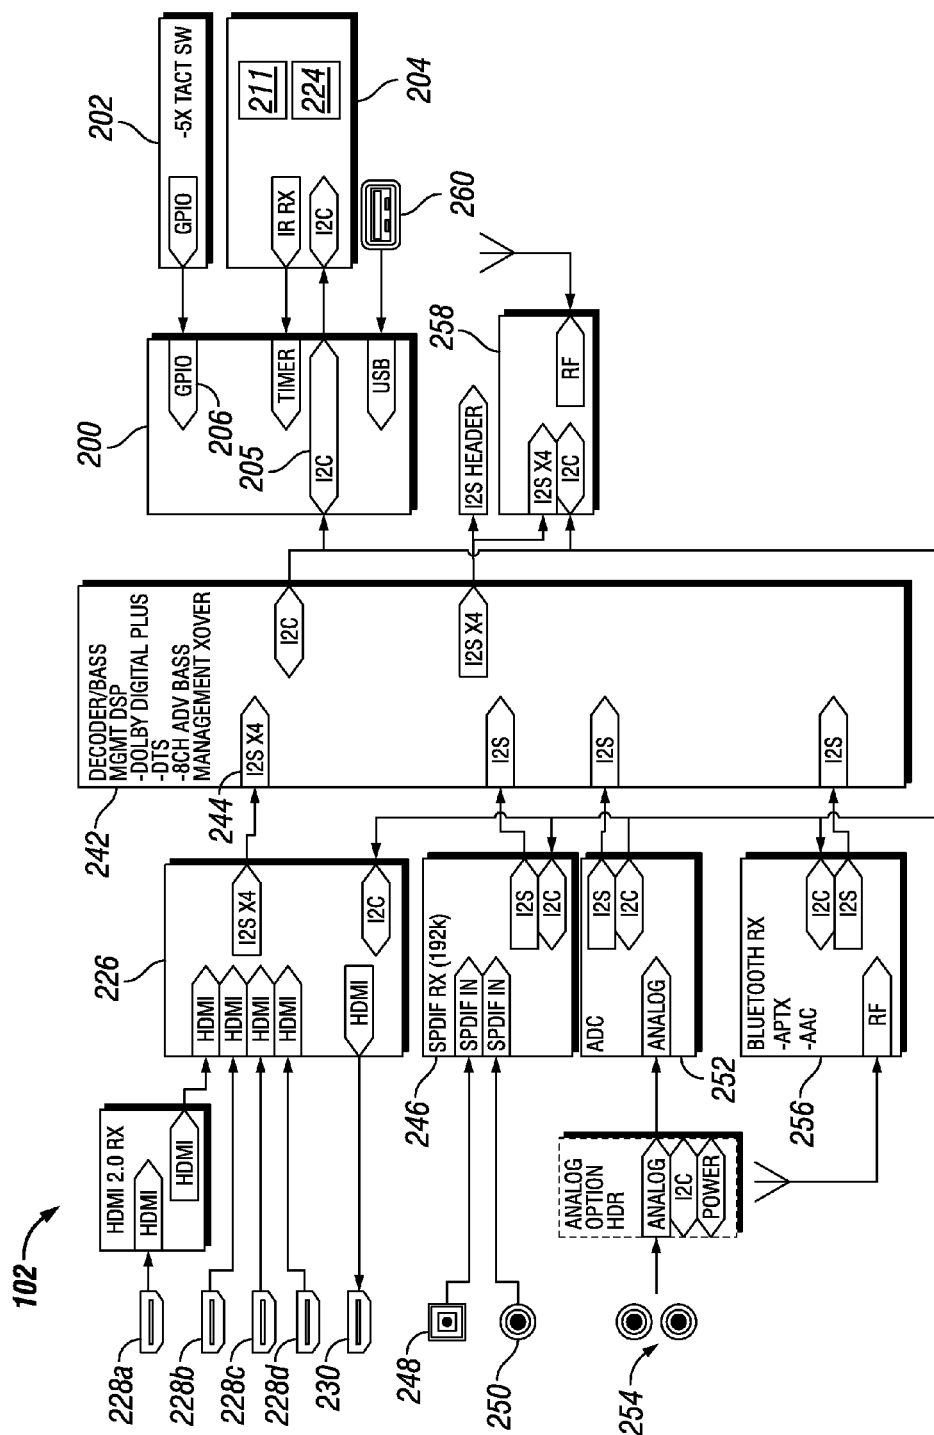 102
228a
228b
228c
228d
230
248
250
254
HDMI 2.0 RX
HDMI
HDMI
226
HDMI
HDMI
HDMI
HDMI
I2S X4
I2C
HDMI
246
SPDIF RX (192k)
SPDIF IN
SPDIF IN
I2S
I2C
ANALOG
OPTION
HDR
ANALOG
I2C
POWER
ADC
ANALOG
I2S
I2C
252
256
BLUETOOTH RX
-APTX
-AAC
RF
I2C
I2S
242
DECODER/BASS
MGMT DSP
-DOLBY DIGITAL PLUS
-DTS
-8CH ADV BASS
MANAGEMENT XOVER
244
I2S X4
I2S
I2S
I2S
I2C
I2S X4
200
GPIO
206
TIMER
205
I2C
USB
I2S HEADER
258
I2S X4
I2C
RF
202
GPIO
-5X TACT SW
IR RX
I2C
211
224
204
260